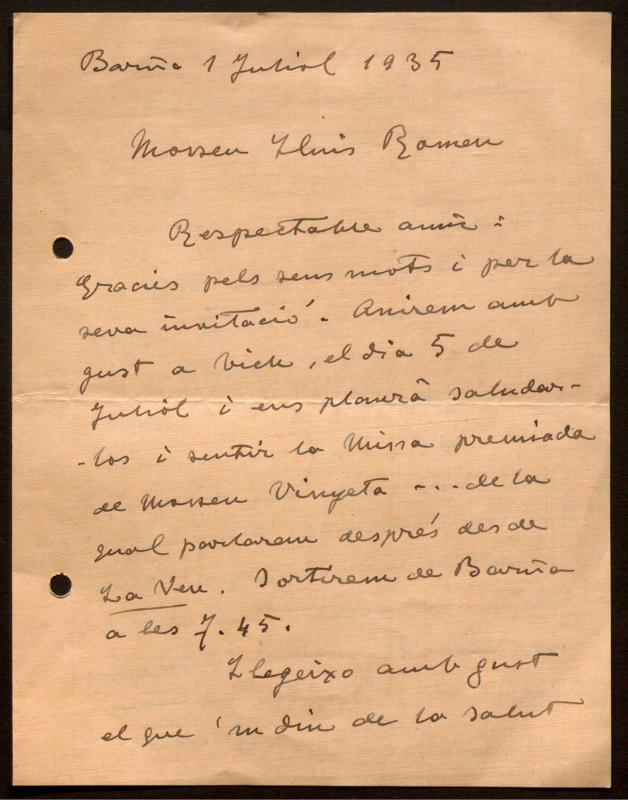 Barña 1 Juliol 1935
Mossen Lluis Romeu
Respectable amic:
Gracies pels seus mots i per la
seva invitació. Anirem amb
gust a Vich, el dia 5 de
Juliol i ens plaurà saludar-
-los i sentir la Missa premiada
de Mossen Vinyeta - ... de la
qual parlarem després des de
La Veu. Sortirem de Barña
a les 7.45.
Llegeixo amb gust
el que 'm diu de la salut